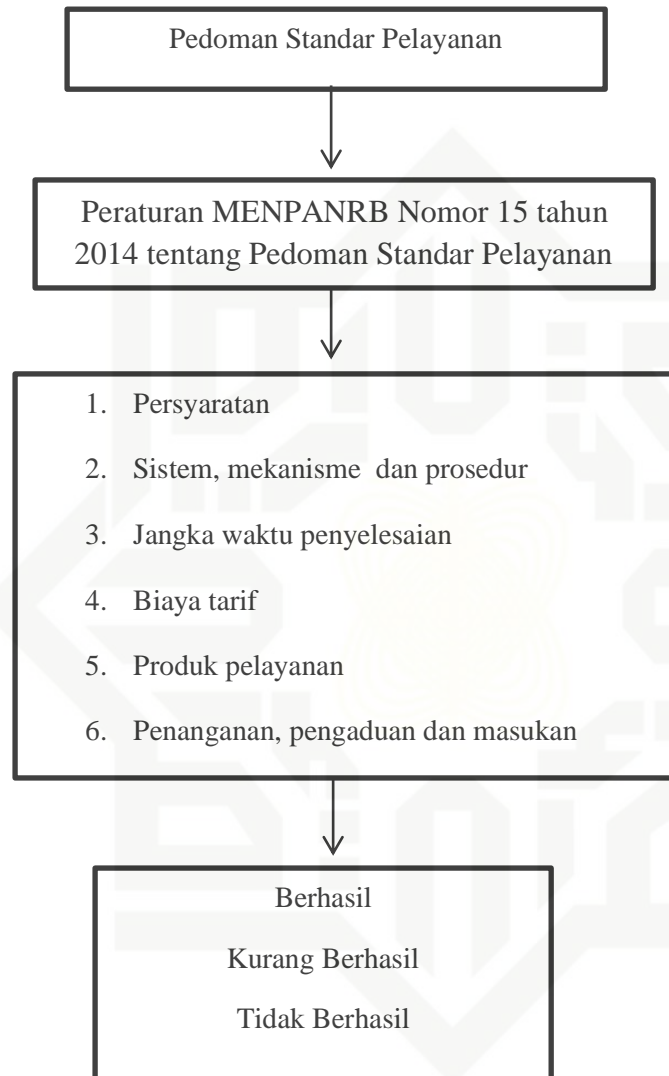 Pedoman Standar Pelayanan
Peraturan MENPANRB Nomor 15 tahun
2014 tentang Pedoman Standar Pelayanan
1. Persyaratan
2. Sistem, mekanisme dan prosedur
3. Jangka waktu penyelesaian
4. Biaya tarif
5. Produk pelayanan
6. Penanganan, pengaduan dan masukan
Berhasil
Kurang Berhasil
Tidak Berhasil